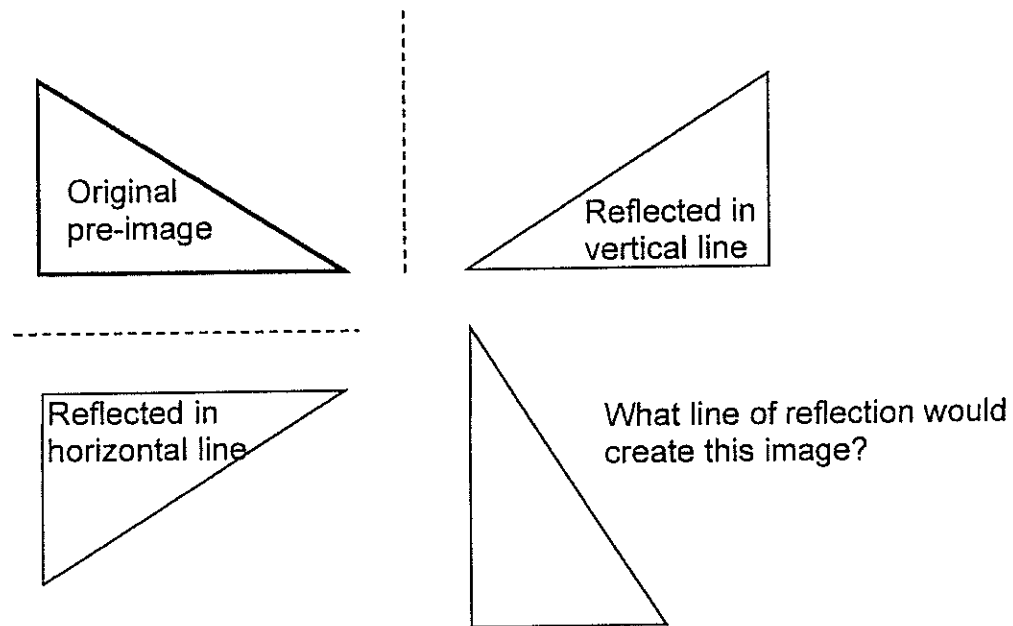 Original
pre-image
Reflected in
vertical line
Reflected in
horizontal line
What line of reflection would
create this image?